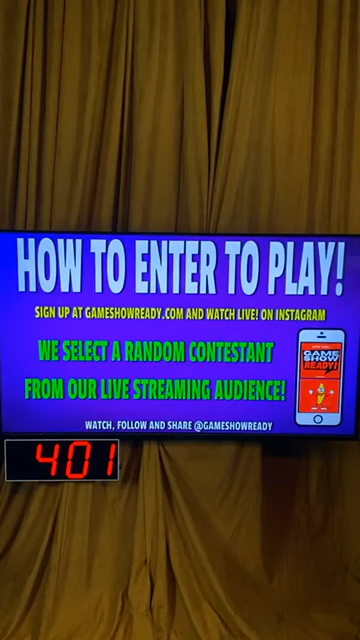 HOW TO ENTER TO PLAY!
SIGN UP AT GAMESHOWREADY.COM AND WATCH LIVE! ON INSTAGRAM
WE SELECT A RANDOM CONTESTANT
FROM OUR LIVE STREAMING AUDIENCE!
GAME
SHOW
READY!
WATCH, FOLLOW AND SHARE @GAMESHOWREADY
401